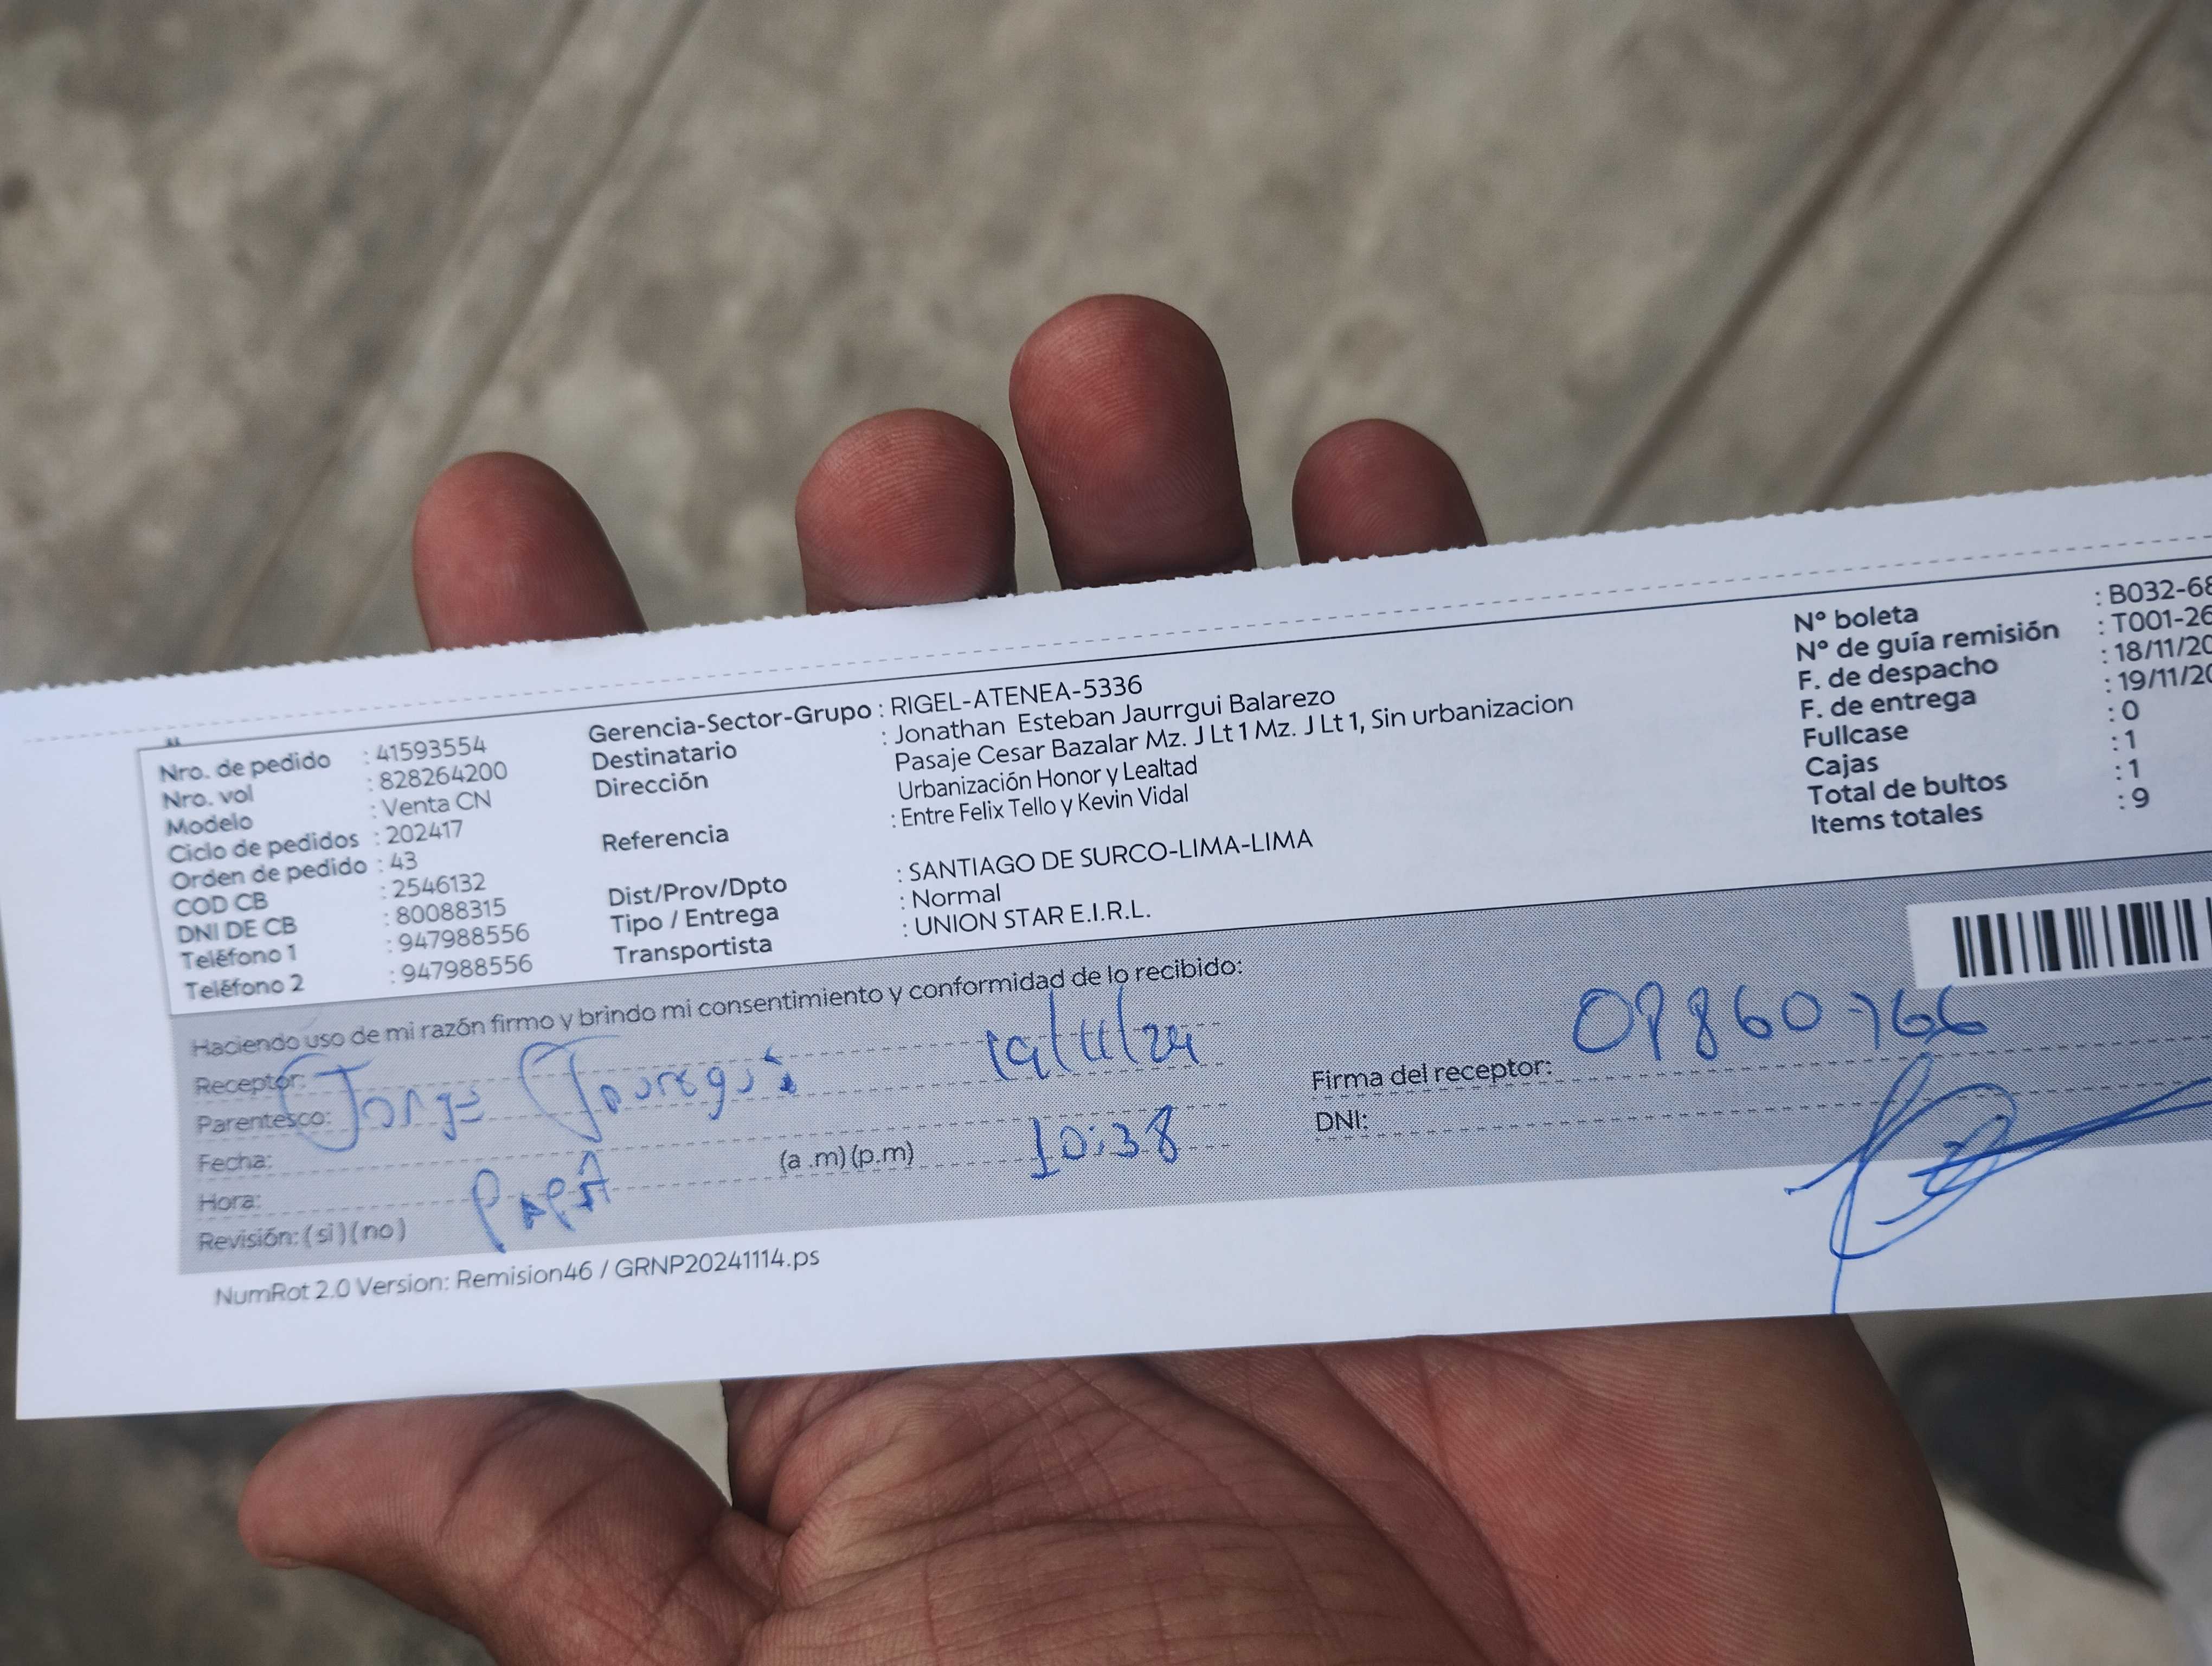 Nro. de pedido : 41593554
Nro. vol : 828264200
Modelo : Venta CN
Ciclo de pedidos : 202417
Orden de pedido : 43
COD CB : 2546132
DNI DE CB : 80088315
Teléfono 1 : 947988556
Teléfono 2 : 947988556
Gerencia-Sector-Grupo : RIGEL-ATENEA-5336
Destinatario : Jonathan Esteban Jaurrgui Balarezo
Dirección Pasaje Cesar Bazalar Mz. J Lt 1 Mz. J Lt 1, Sin urbanizacion
Urbanización Honor y Lealtad
Referencia : Entre Felix Tello y Kevin Vidal
Dist/Prov/Dpto : SANTIAGO DE SURCO-LIMA-LIMA
Tipo / Entrega : Normal
Transportista : UNION STAR E.I.R.L.
Nº boleta : B032-68
Nº de guía remisión : T001-26
F. de despacho : 18/11/20
F. de entrega : 19/11/20
Fullcase : 0
Cajas : 1
Total de bultos : 1
Items totales : 9
Haciendo uso de mi razón firmo y brindo mi consentimiento y conformidad de lo recibido:
Receptor:
Parentesco: Jorge 19/11/24
Fecha:
Hora: Papá (a .m)(p.m) 10:38
Revisión: (si)(no)
Firma del receptor:
DNI:
NumRot 2.0 Version: Remision46 / GRNP20241114.ps